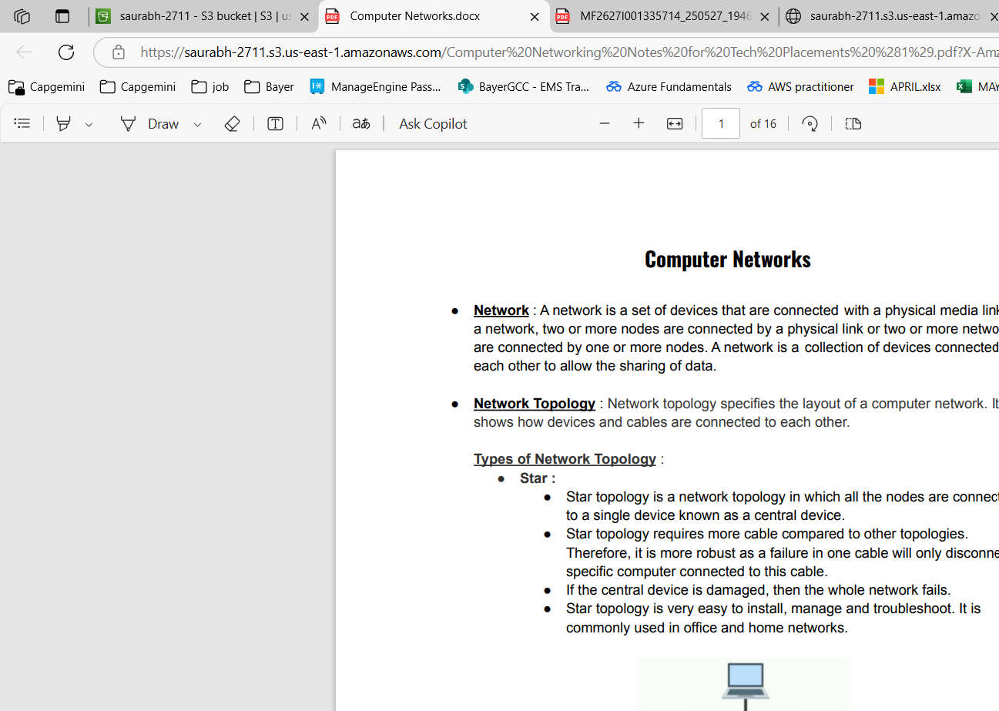 saurabh-2711 - S3 bucket | S3 | us
Computer Networks.docx
MF2627I001335714_250527_1946
saurabh-2711.s3.us-east-1.amazo
https://saurabh-2711.s3.us-east-1.amazonaws.com/Computer%20Networking%20Notes%20for%20Tech%20Placements%20%281%29.pdf?X-Amz
Capgemini
Capgemini
job
Bayer
ManageEngine Pass...
BayerGCC - EMS Tra...
Azure Fundamentals
AWS practitioner
APRIL.xlsx
MAY
Draw
Ask Copilot
1 of 16
Computer Networks
● Network : A network is a set of devices that are connected with a physical media link
a network, two or more nodes are connected by a physical link or two or more netwo
are connected by one or more nodes. A network is a collection of devices connected
each other to allow the sharing of data.
● Network Topology : Network topology specifies the layout of a computer network. It
shows how devices and cables are connected to each other.
Types of Network Topology :
● Star :
● Star topology is a network topology in which all the nodes are connect
to a single device known as a central device.
● Star topology requires more cable compared to other topologies.
Therefore, it is more robust as a failure in one cable will only disconne
specific computer connected to this cable.
● If the central device is damaged, then the whole network fails.
● Star topology is very easy to install, manage and troubleshoot. It is
commonly used in office and home networks.